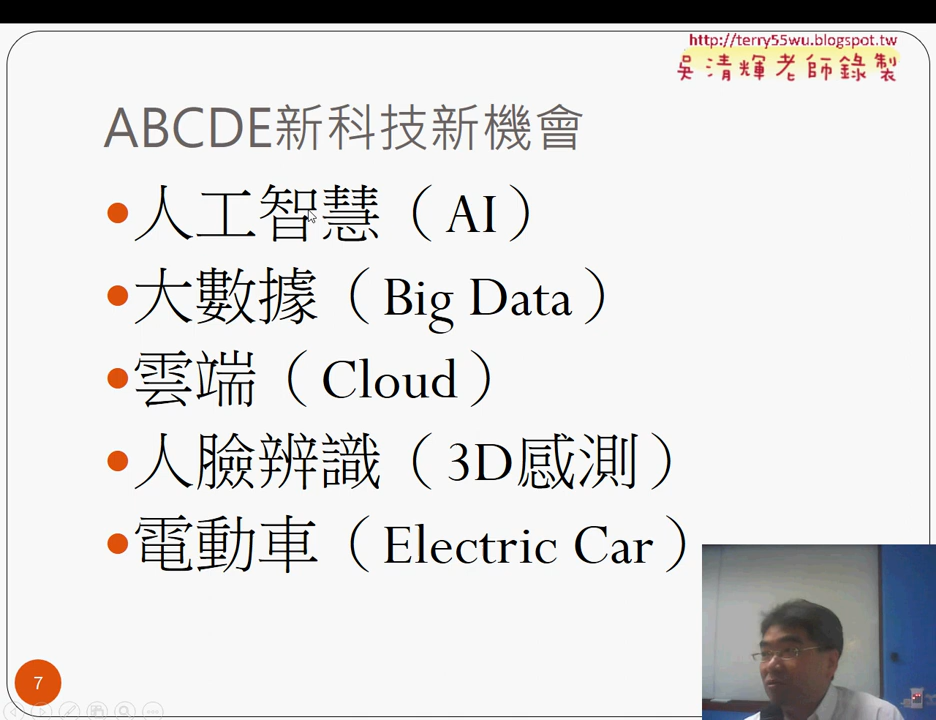 http://terry55wu.blogspot.tw
吳清輝老師錄製
ABCDE新科技新機會
•人工智慧（AI）
•大數據（Big Data）
•雲端（Cloud）
•人臉辨識（3D感測）
•電動車（Electric Car）
7